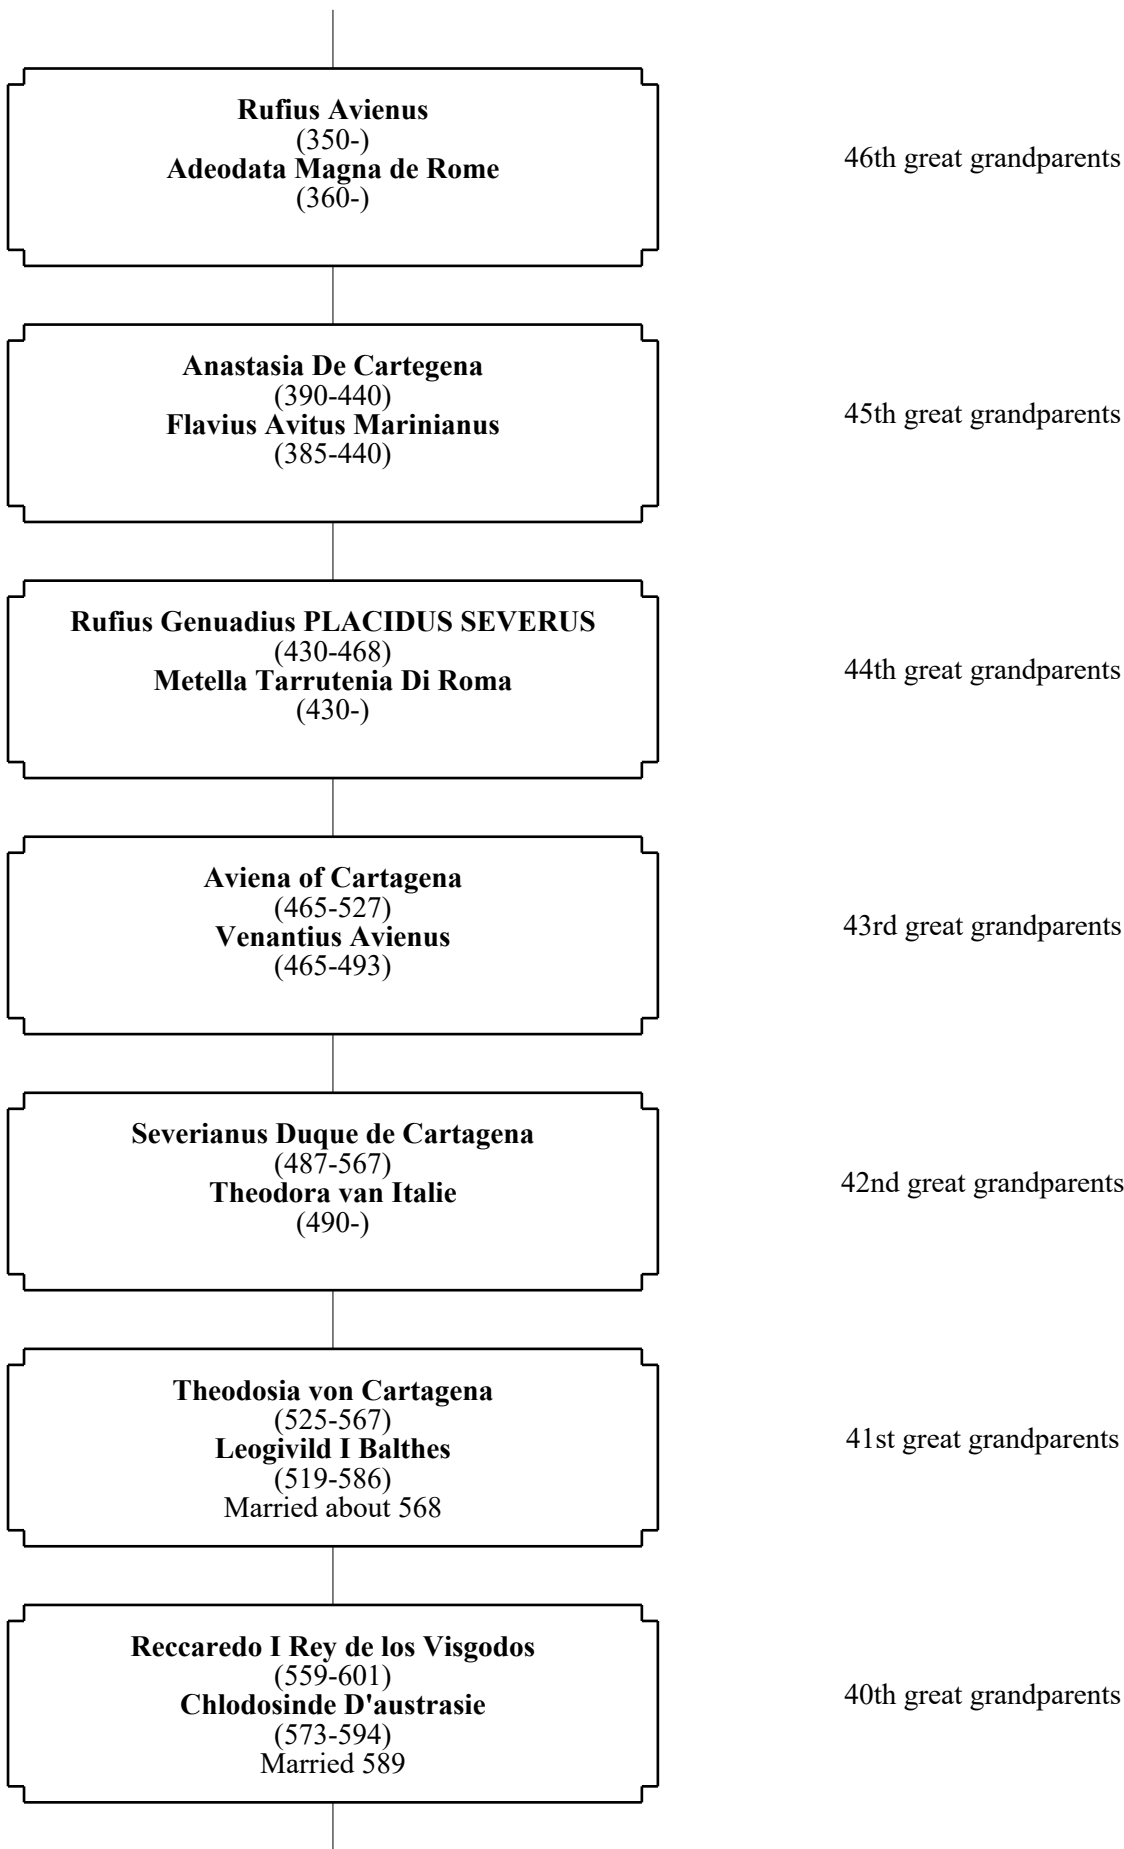 Rufius Avienus
(350-)
Adeodata Magna de Rome
(360-)
46th great grandparents
Anastasia De Cartegena
(390-440)
Flavius Avitus Marinianus
(385-440)
45th great grandparents
Rufius Genuadius PLACIDUS SEVERUS
(430-468)
Metella Tarrutenia Di Roma
(430-)
44th great grandparents
Aviena of Cartagena
(465-527)
Venantius Avienus
(465-493)
43rd great grandparents
Severianus Duque de Cartagena
(487-567)
Theodora van Italie
(490-)
42nd great grandparents
Theodosia von Cartagena
(525-567)
Leogivild I Balthes
(519-586)
Married about 568
41st great grandparents
Reccaredo I Rey de los Visgodos
(559-601)
Chlodosinde D'austrasie
(573-594)
Married 589
40th great grandparents